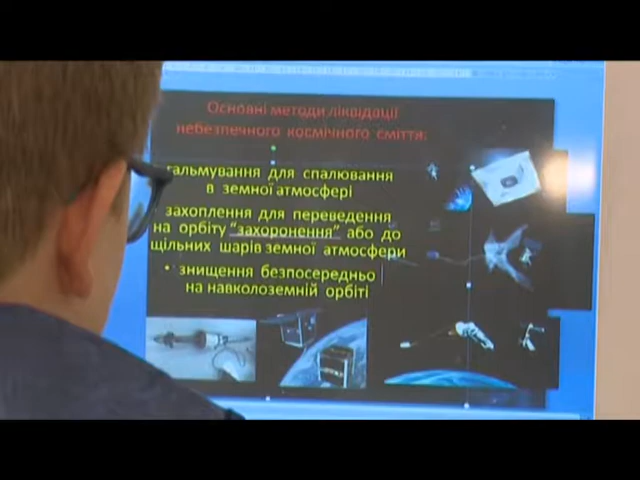 Основні методи ліквідації
небезпечного космічного сміття:
гальмування для спалювання
в земної атмосфері
захоплення для переведення
на орбіту "захоронення" або до
щільних шарів земної атмосфери
• знищення безпосередньо
на навколоземній орбіті